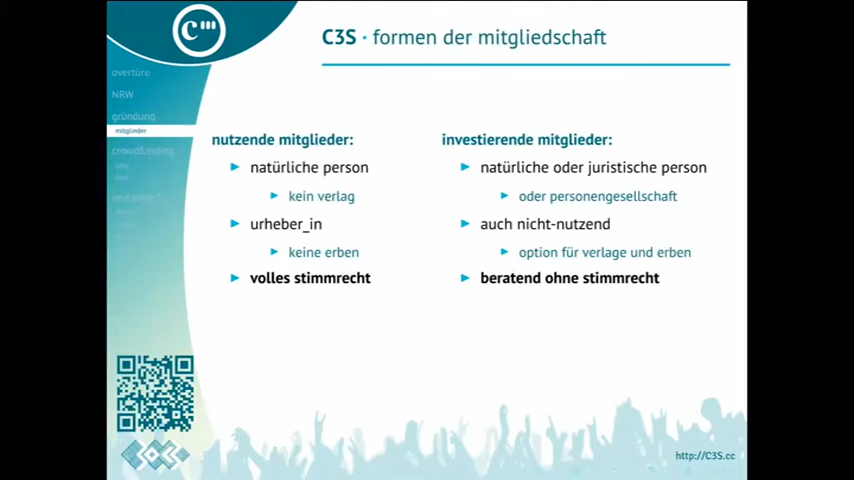 C3S · formen der mitgliedschaft
overtüre
NRW
gründung
mitglieder
crowdfunding
nutzende mitglieder:
natürliche person
kein verlag
urheber_in
keine erben
volles stimmrecht
investierende mitglieder:
natürliche oder juristische person
oder personengesellschaft
auch nicht-nutzend
option für verlage und erben
beratend ohne stimmrecht
http://C3S.cc